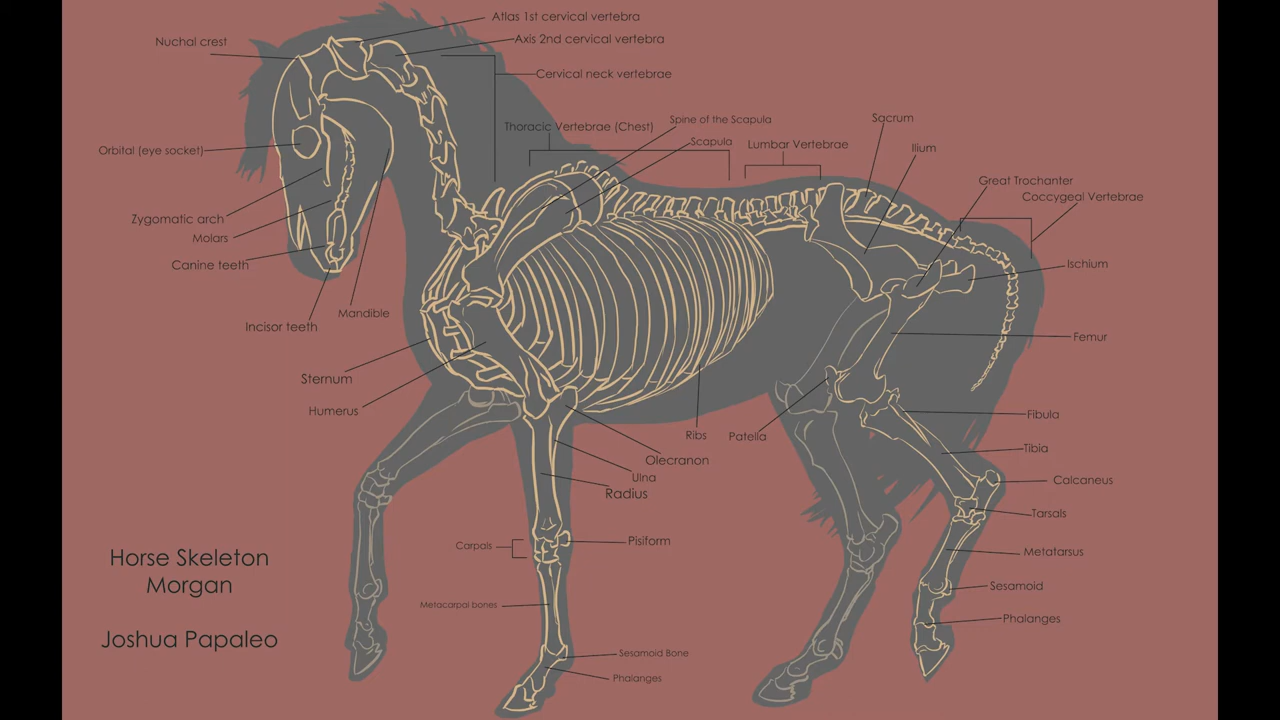 Atlas 1st cervical vertebra
Nuchal crest
Axis 2nd cervical vertebra
Cervical neck vertebrae
Spine of the Scapula
Thoracic Vertebrae (Chest)
Scapula
Lumbar Vertebrae
Sacrum
Ilium
Orbital (eye socket)
Great Trochanter
Coccygeal Vertebrae
Zygomatic arch
Molars
Canine teeth
Ischium
Mandible
Incisor teeth
Femur
Sternum
Humerus
Fibula
Ribs
Patella
Tibia
Olecranon
Ulna
Radius
Calcaneus
Tarsals
Carpals
Pisiform
Metatarsus
Horse Skeleton
Morgan
Sesamoid
Metacarpal bones
Phalanges
Joshua Papaleo
Sesamoid Bone
Phalanges